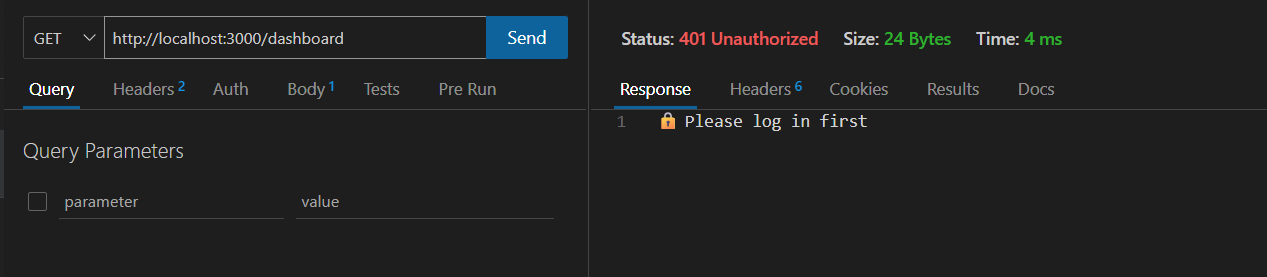 GET http://localhost:3000/dashboard Send
Query Headers 2 Auth Body 1 Tests Pre Run
Query Parameters
parameter value
Status: 401 Unauthorized Size: 24 Bytes Time: 4 ms
Response Headers 6 Cookies Results Docs
1 🔒 Please log in first